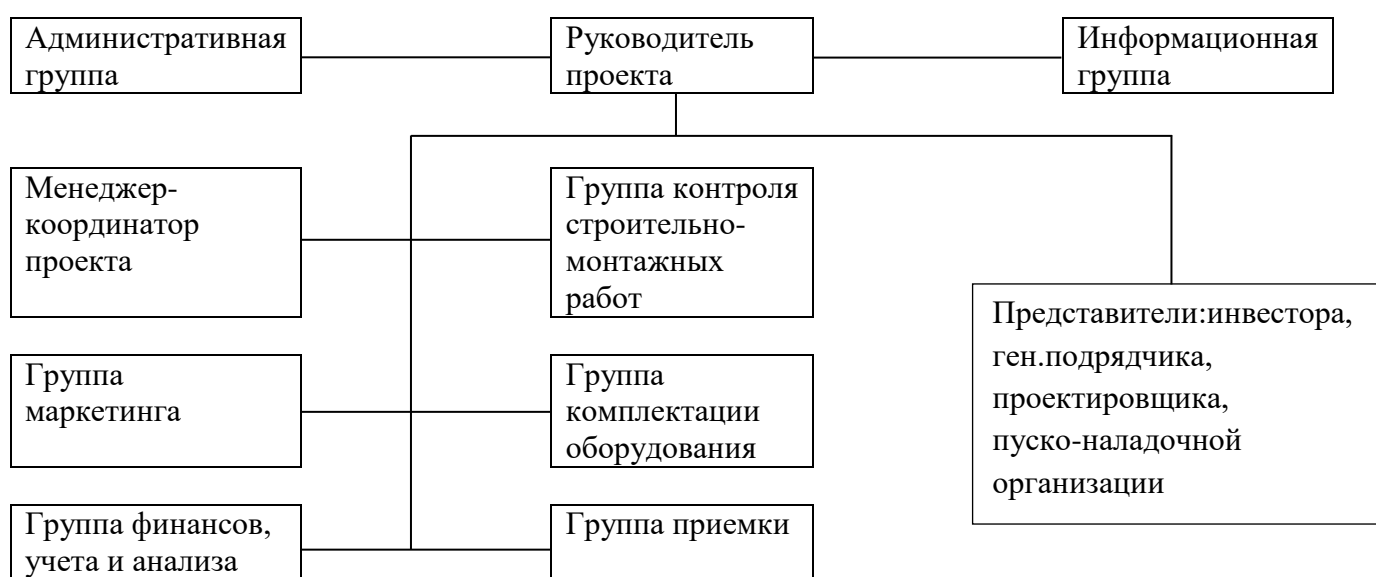 Административная
группа
Руководитель
проекта
Информационная
группа
Менеджер-
координатор
проекта
Группа контроля
строительно-
монтажных
работ
Представители:инвестора,
ген.подрядчика,
проектировщика,
пуско-наладочной
организации
Группа
маркетинга
Группа
комплектации
оборудования
Группа финансов,
учета и анализа
Группа приемки